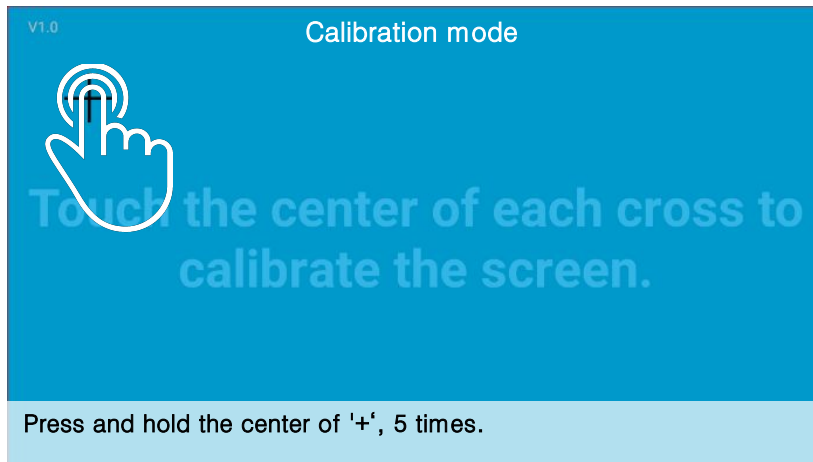 V1.0
Calibration mode
Touch the center of each cross to
calibrate the screen.
Press and hold the center of '+‘, 5 times.